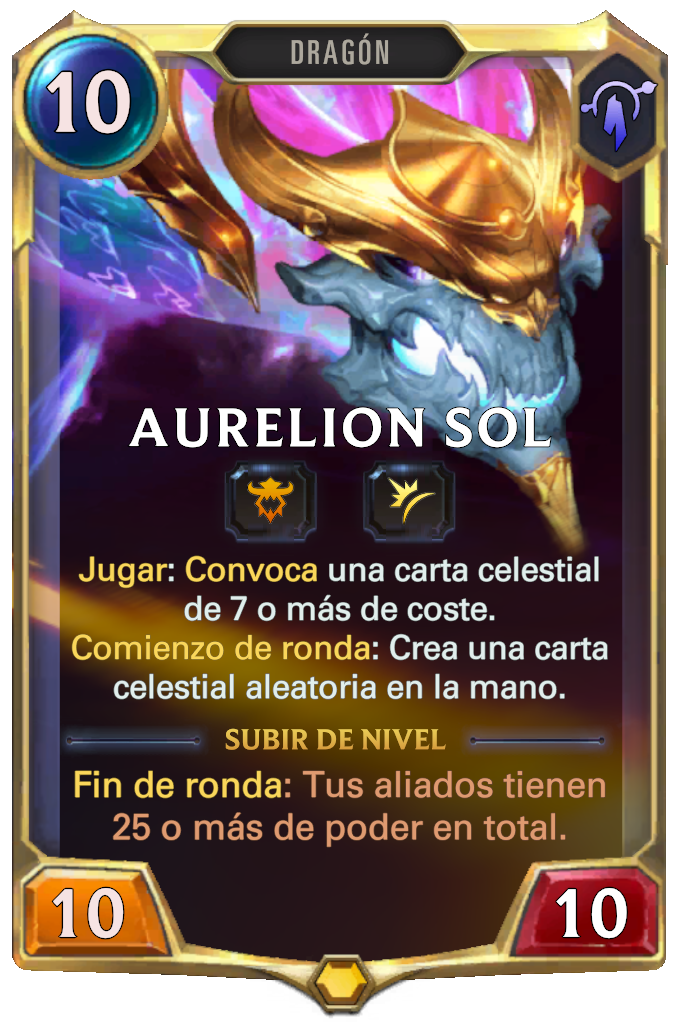 DRAGÓN
10
AURELION SOL
Jugar: Convoca una carta celestial
de 7 o más de coste.
Comienzo de ronda: Crea una carta
celestial aleatoria en la mano.
SUBIR DE NIVEL
Fin de ronda: Tus aliados tienen
25 o más de poder en total.
10
10